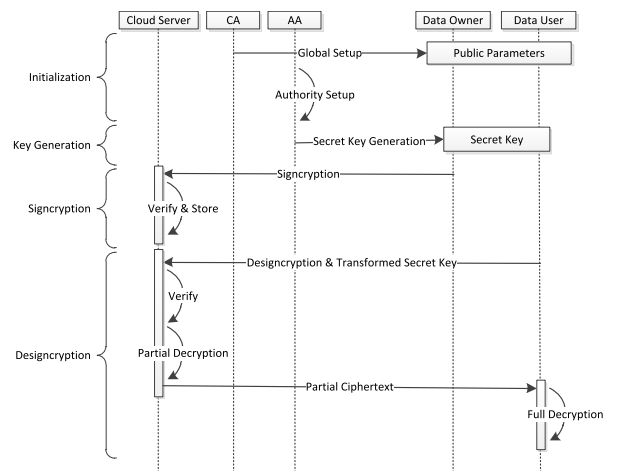 Cloud Server
CA
AA
Data Owner
Data User
Initialization
Global Setup
Public Parameters
Authority Setup
Key Generation
Secret Key Generation
Secret Key
Signcryption
Signcryption
Verify & Store
Designcryption
Designcryption & Transformed Secret Key
Verify
Partial Decryption
Partial Ciphertext
Full Decryption